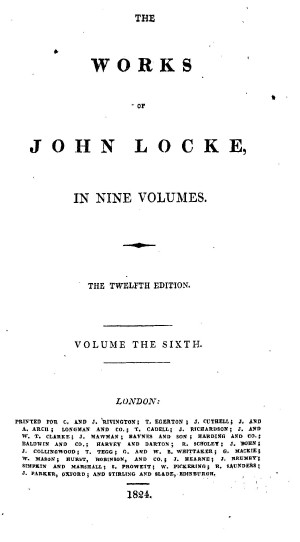 THE
WORKS
OF
JOHN LOCKE,
IN NINE VOLUMES.
THE TWELFTH EDITION.
VOLUME THE SIXTH.
LONDON:
PRINTED FOR C. AND J. RIVINGTON; T. EGERTON; J. CUTHELL; J. AND
A. ARCH; LONGMAN AND CO.; T. CADELL; J. RICHARDSON; J. AND
W. T. CLARKE; J. MAWMAN; BAYNES AND SON; HARDING AND CO.;
BALDWIN AND CO.; HARVEY AND DARTON; R. SCHOLEY; J. BOHN;
J. COLLINGWOOD; T. TEGG; G. AND W. B. WHITTAKER; G. MACKIE;
W. MASON; HURST, ROBINSON, AND CO.; J. HEARNE; J. BRUMBY;
SIMPKIN AND MARSHALL; S. PROWETT; W. PICKERING; R. SAUNDERS;
J. PARKER, OXFORD; AND STIRLING AND SLADE, EDINBURGH.
1824.